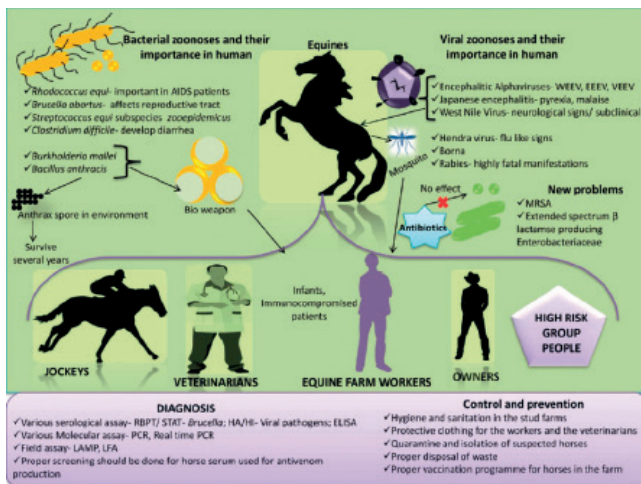 Bacterial zoonoses and their
importance in human
✓Rhodococcus equi- important in AIDS patients
✓Brucella abortus- affects reproductive tract
✓Streptococcus equi subspecies zooepidemicus
✓Clostridium difficile- develop diarrhea
✓Burkholderia mallei
✓Bacillus anthracis
Anthrax spore in environment
Survive
several years
Bio weapon
Equines
Viral zoonoses and their
importance in human
✓Encephalitic Alphaviruses- WEEV, EEEV, VEEV
✓Japanese encephalitis- pyrexia, malaise
✓West Nile Virus- neurological signs/ subclinical
✓Hendra virus- flu like signs
✓Borna
✓Rabies- highly fatal manifestations
Mosquito
No effect
Antibiotics
New problems
✓MRSA
✓Extended spectrum β
lactamse producing
Enterobacteriaceae
Infants,
Immunocompromised
patients
JOCKEYS
VETERINARIANS
EQUINE FARM WORKERS
OWNERS
HIGH RISK
GROUP
PEOPLE
DIAGNOSIS
✓Various serological assay- RBPT/ STAT- Brucella; HA/HI- Viral pathogens; ELISA
✓Various Molecular assay- PCR, Real time PCR
✓Field assay- LAMP, LFA
✓Proper screening should be done for horse serum used for antivenom
production
Control and prevention
✓Hygiene and sanitation in the stud farms
✓Protective clothing for the workers and the veterinarians
✓Quarantine and isolation of suspected horses
✓Proper disposal of waste
✓Proper vaccination programme for horses in the farm